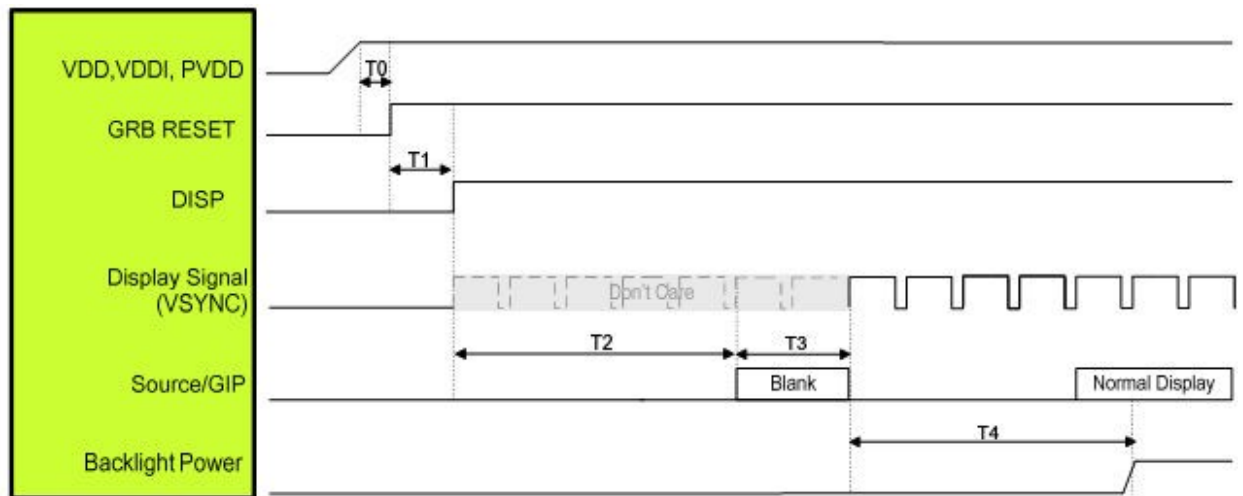 VDD,VDDI, PVDD
T0
GRB RESET
T1
DISP
Display Signal
(VSYNC)
Don't Care
T2
T3
Source/GIP
Blank
Normal Display
T4
Backlight Power